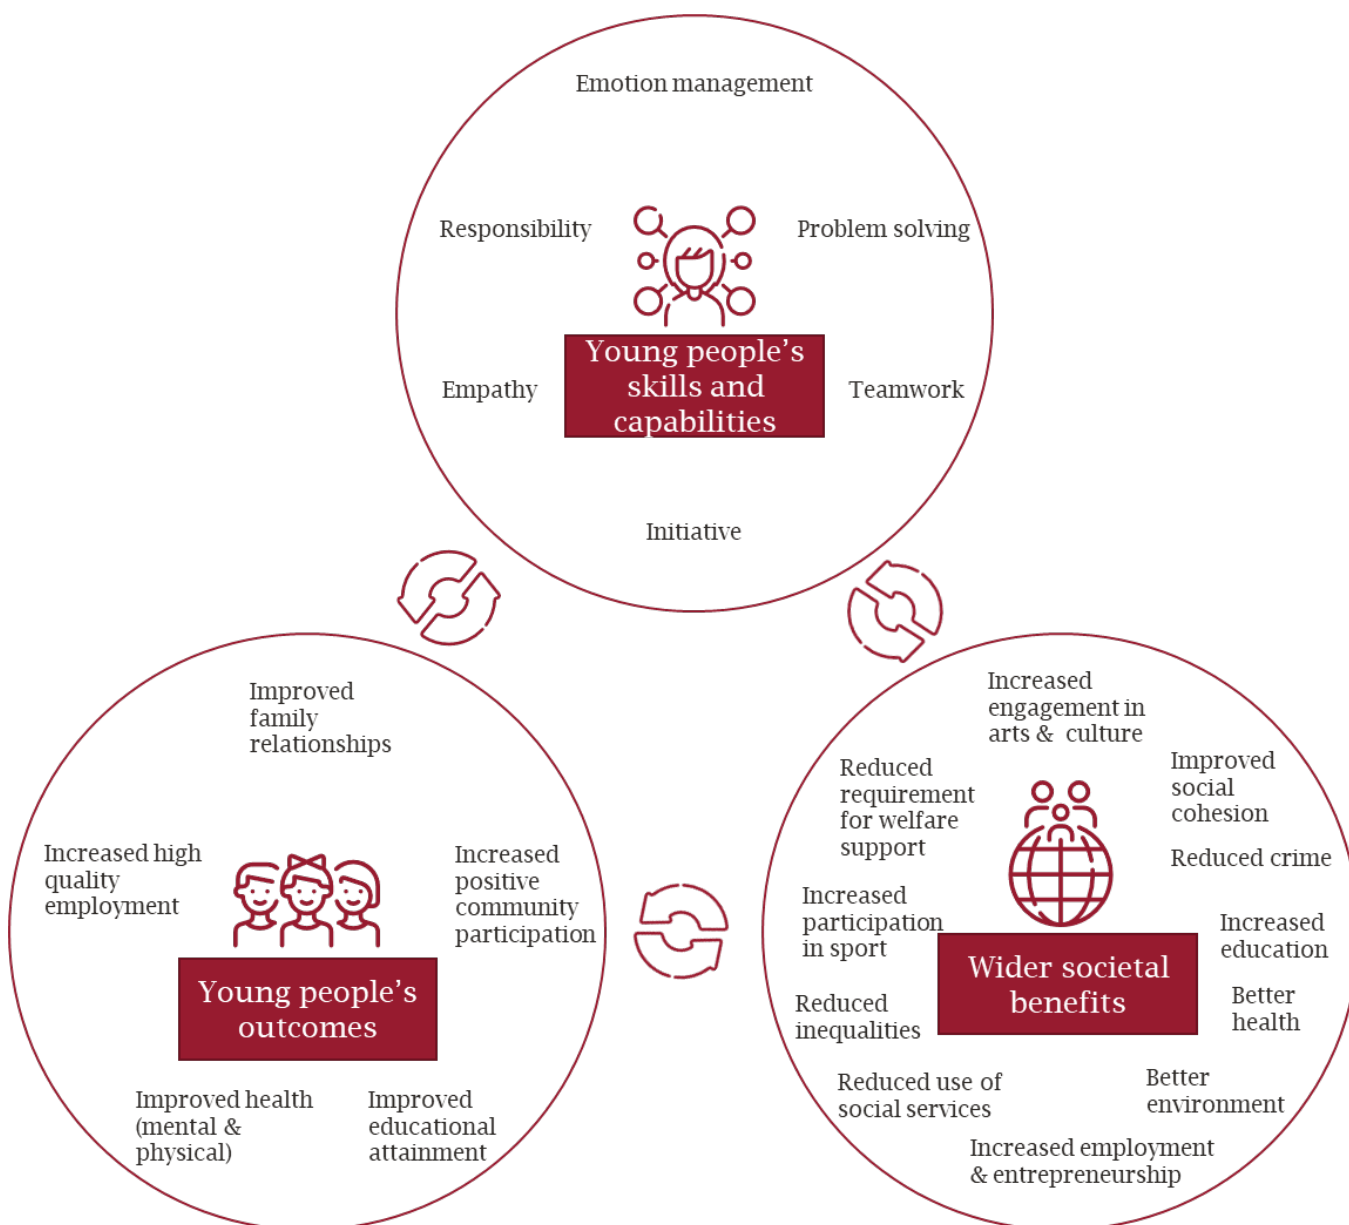 Emotion management
Responsibility
Problem solving
Young people’s
skills and
capabilities
Empathy
Teamwork
Initiative
Improved
family
relationships
Increased high
quality
employment
Increased
positive
community
participation
Young people’s
outcomes
Improved health
(mental &
physical)
Improved
educational
attainment
Increased
engagement in
arts & culture
Reduced
requirement
for welfare
support
Improved
social
cohesion
Reduced crime
Increased
participation
in sport
Increased
education
Wider societal
benefits
Reduced
inequalities
Better
health
Reduced use of
social services
Better
environment
Increased employment
& entrepreneurship